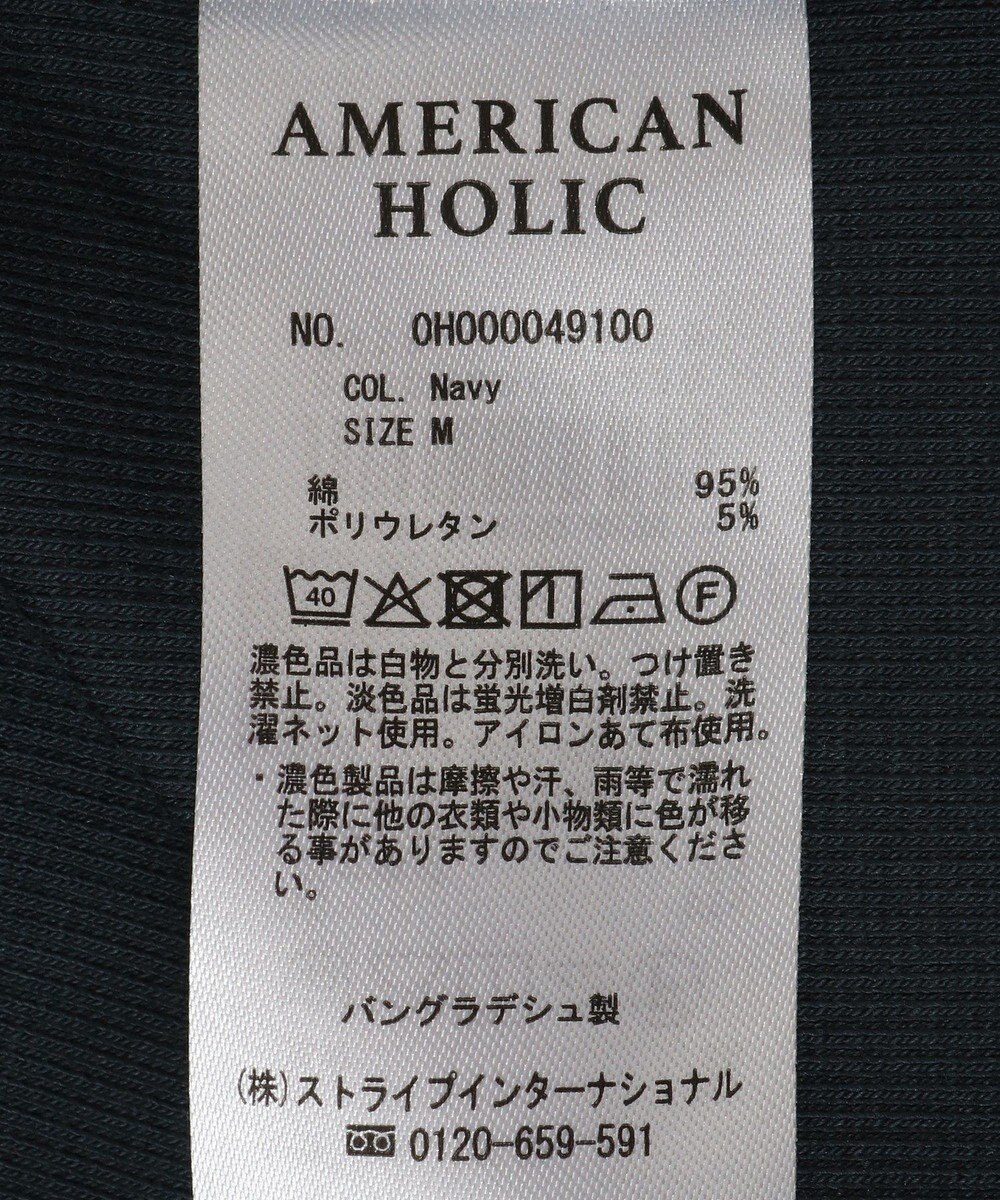 AMERICAN
HOLIC
NO. 0H000049100
COL. Navy
SIZE M
綿 95%
ポリウレタン 5%
40
F
濃色品は白物と分別洗い。つけ置き
禁止。淡色品は蛍光増白剤禁止。洗
濯ネット使用。アイロンあて布使用。
・濃色製品は摩擦や汗、雨等で濡れ
た際に他の衣類や小物類に色が移
る事がありますのでご注意くださ
い。
バングラデシュ製
(株)ストライプインターナショナル
0120-659-591